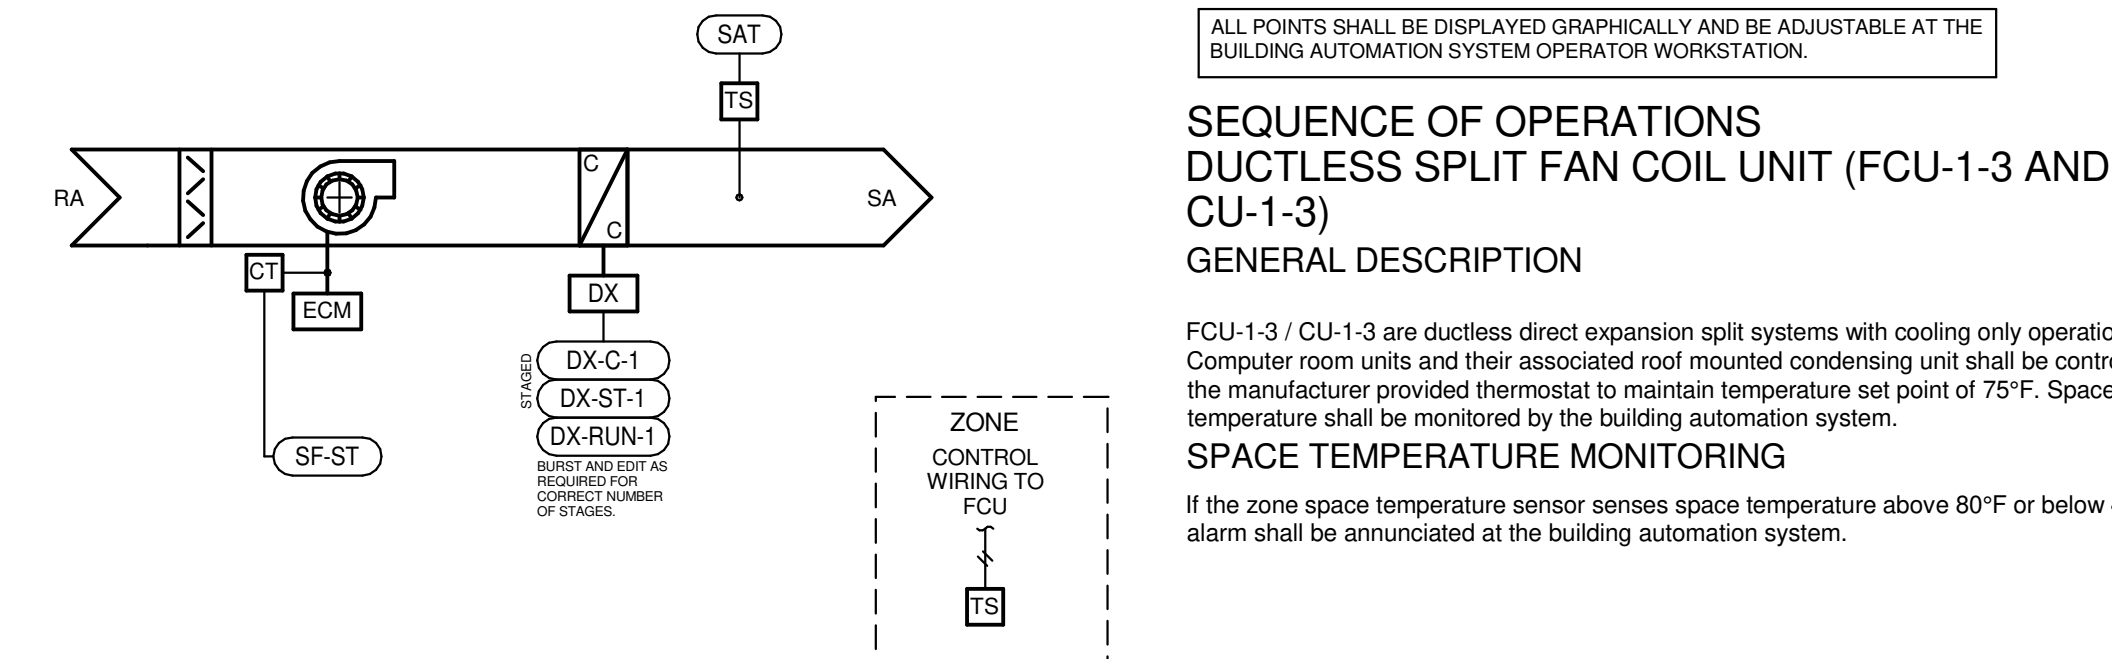 SAT
TS
RA
C
C
SA
CT
ECM
DX
STAGED
DX-C-1
DX-ST-1
DX-RUN-1
BURST AND EDIT AS
REQUIRED FOR
CORRECT NUMBER
OF STAGES.
SF-ST
ZONE
CONTROL
WIRING TO
FCU
TS
ALL POINTS SHALL BE DISPLAYED GRAPHICALLY AND BE ADJUSTABLE AT THE
BUILDING AUTOMATION SYSTEM OPERATOR WORKSTATION.
SEQUENCE OF OPERATIONS
DUCTLESS SPLIT FAN COIL UNIT (FCU-1-3 AND
CU-1-3)
GENERAL DESCRIPTION
FCU-1-3 / CU-1-3 are ductless direct expansion split systems with cooling only operatio
Computer room units and their associated roof mounted condensing unit shall be contro
the manufacturer provided thermostat to maintain temperature set point of 75°F. Space
temperature shall be monitored by the building automation system.
SPACE TEMPERATURE MONITORING
If the zone space temperature sensor senses space temperature above 80°F or below
alarm shall be annunciated at the building automation system.